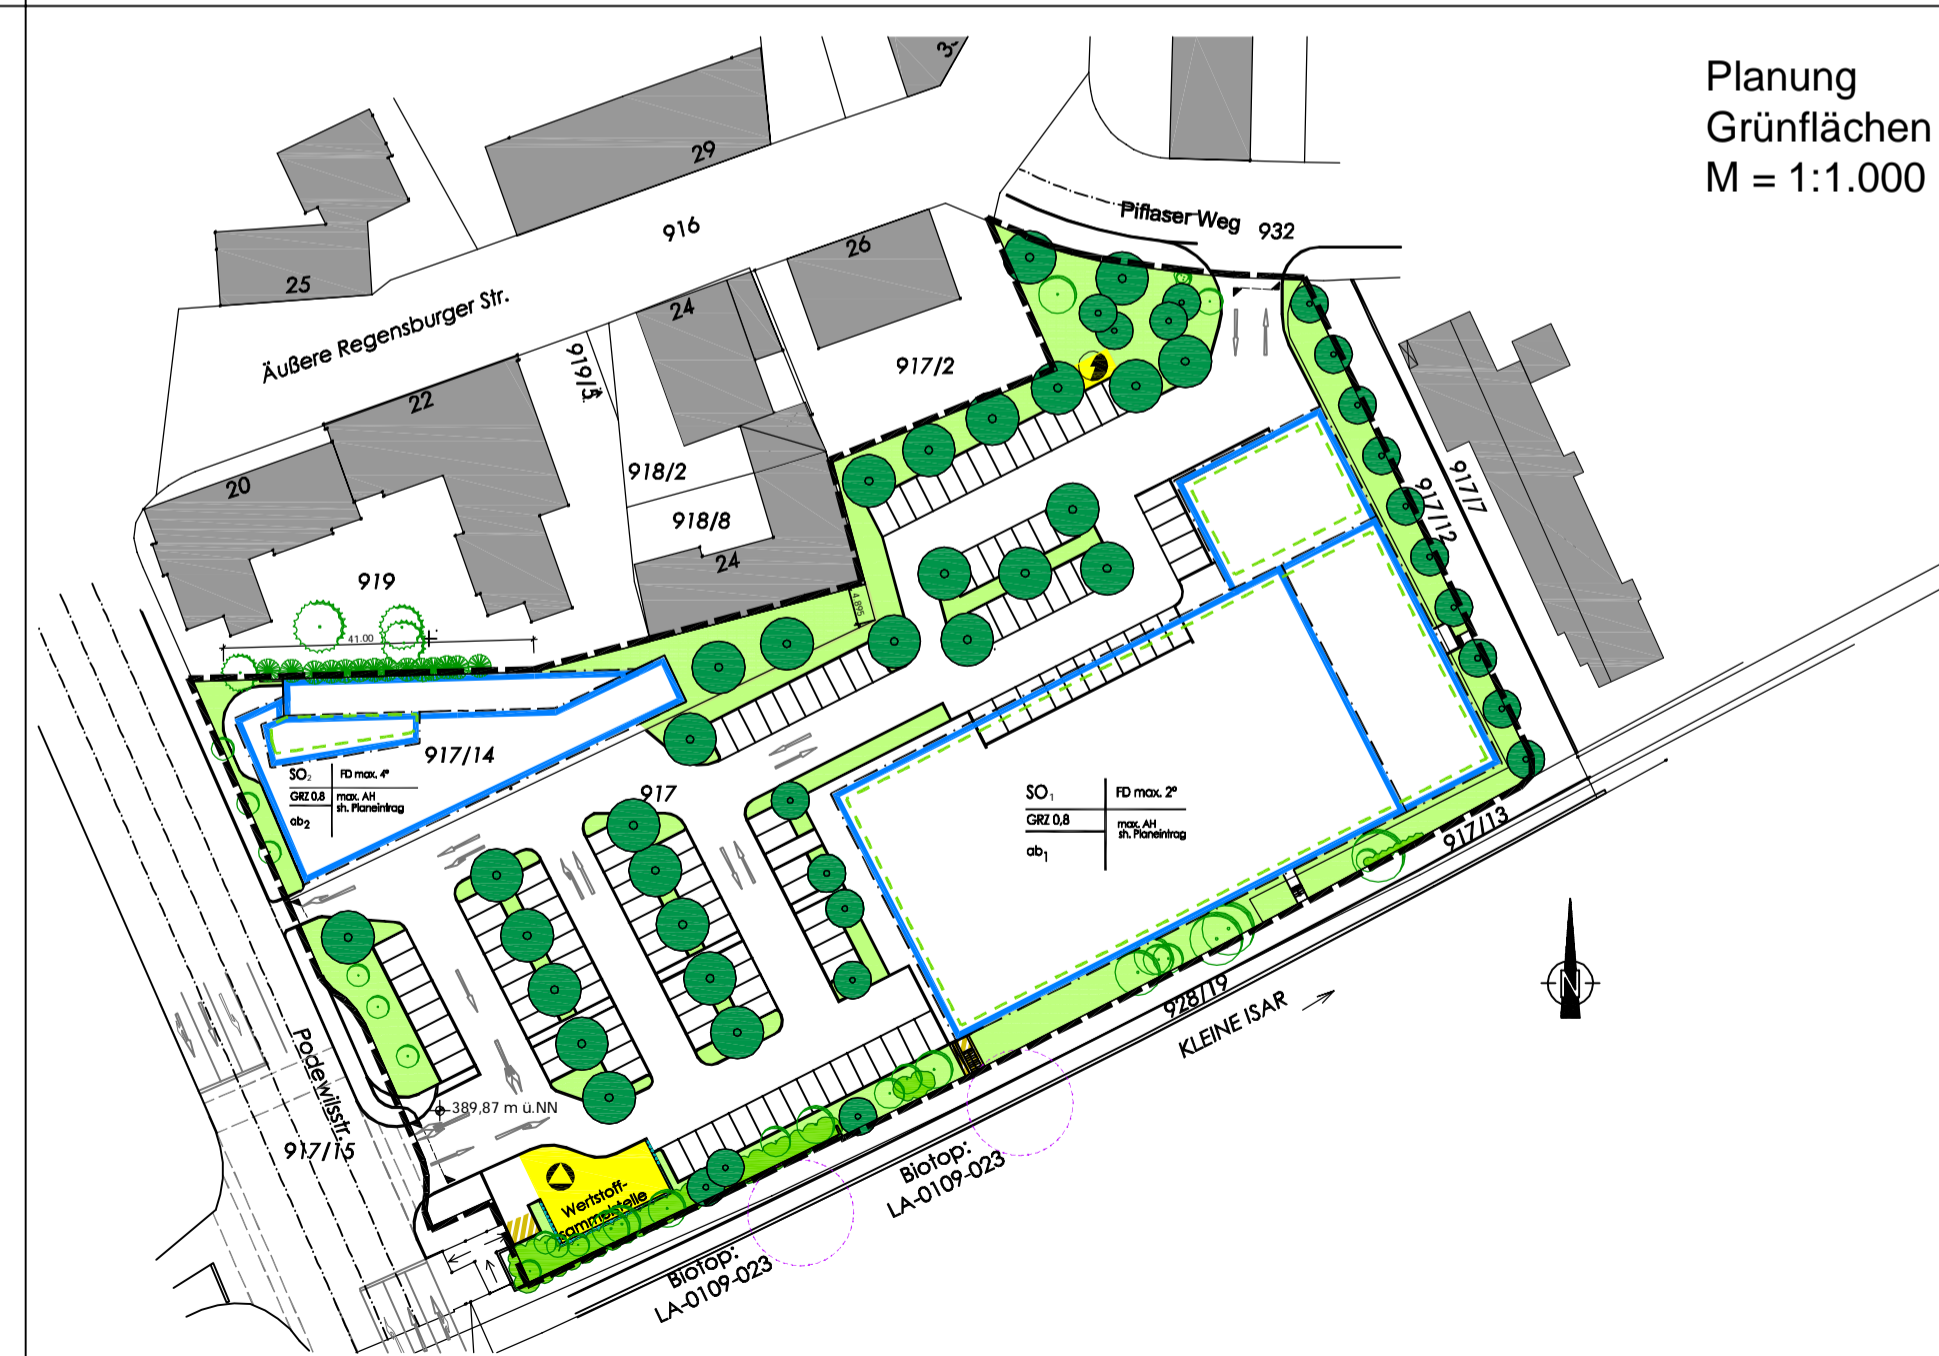 Planung
Grünflächen
M = 1:1.000
29
916
25
26
Piflaser Weg
932
Äußere Regensburger Str.
24
22
919/5
917/2
20
918/2
918/8
24
919
41.00
4.895
917/7
917/12
917/14
SO2
FD max. 4°
GRZ 0,8
max. AH
sh. Planeintrag
ab2
917
SO1
FD max. 2°
GRZ 0,8
max. AH
sh. Planeintrag
ab1
917/13
928/19
KLEINE ISAR
N
Podewilsstr.
917/15
389,87 m ü.NN
Wertstoff-
sammelstelle
Biotop:
LA-0109-023
Biotop:
LA-0109-023